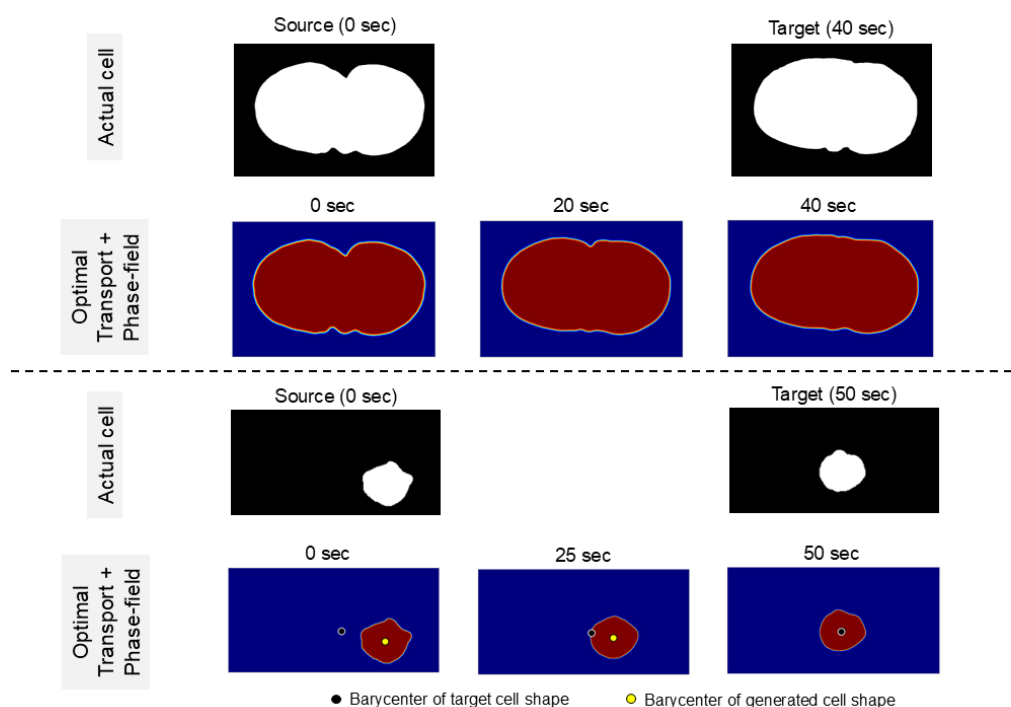 Source (0 sec)
Target (40 sec)
Actual cell
0 sec
20 sec
40 sec
Optimal
Transport +
Phase-field
Source (0 sec)
Target (50 sec)
Actual cell
0 sec
25 sec
50 sec
Optimal
Transport +
Phase-field
Barycenter of target cell shape
Barycenter of generated cell shape